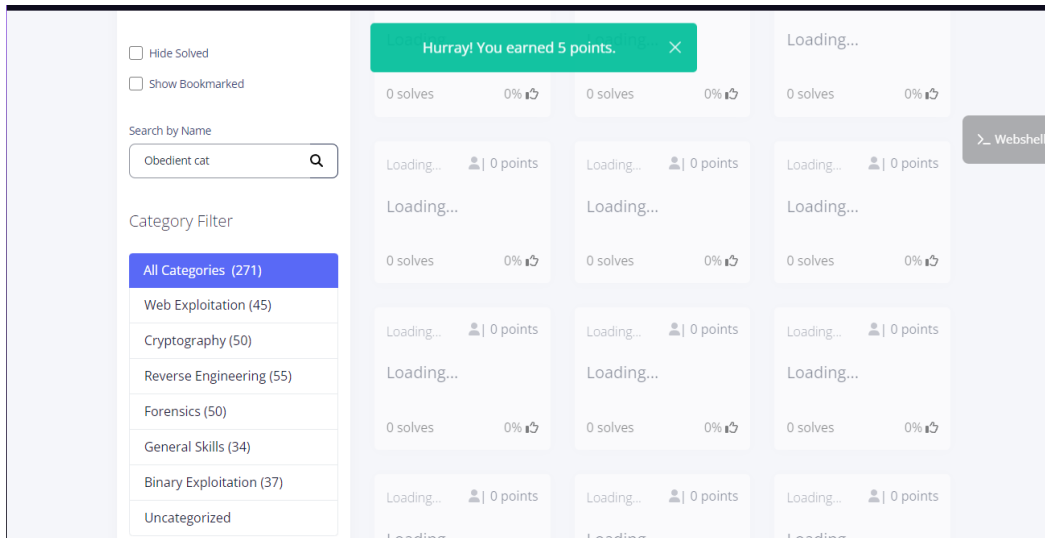 Hide Solved
Show Bookmarked
Search by Name
Obedient cat
Category Filter
All Categories (271)
Web Exploitation (45)
Cryptography (50)
Reverse Engineering (55)
Forensics (50)
General Skills (34)
Binary Exploitation (37)
Uncategorized
Hurray! You earned 5 points.
Loading...
0 solves 0% 0 solves 0% 0 solves 0%
>_ Webshell
Loading... | 0 points Loading... | 0 points Loading... | 0 points
Loading... Loading... Loading...
0 solves 0% 0 solves 0% 0 solves 0%
Loading... | 0 points Loading... | 0 points Loading... | 0 points
Loading... Loading... Loading...
0 solves 0% 0 solves 0% 0 solves 0%
Loading... | 0 points Loading... | 0 points Loading... | 0 points
Loading... Loading... Loading...